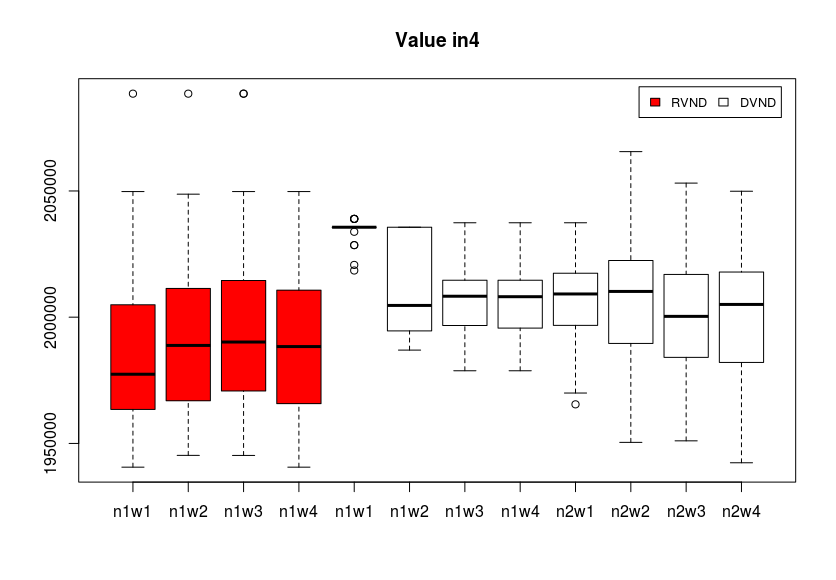 Value in4
RVND DVND
2050000
2000000
1950000
n1w1 n1w2 n1w3 n1w4 n1w1 n1w2 n1w3 n1w4 n2w1 n2w2 n2w3 n2w4